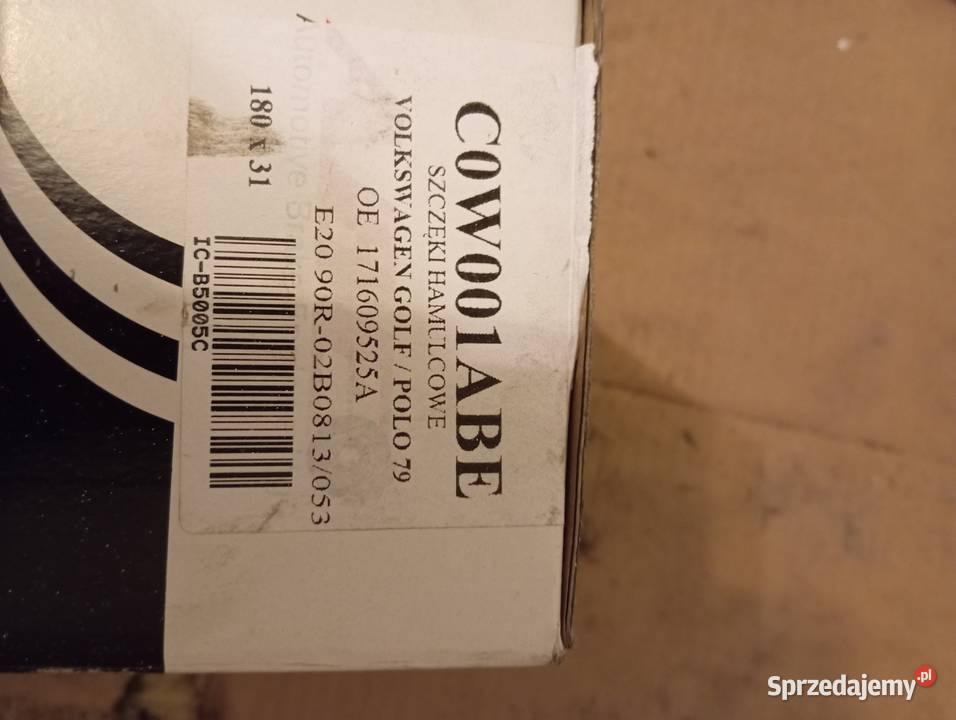 C0W001ABE
SZCZĘKI HAMULCOWE
VOLKSWAGEN GOLF / POLO 79
OE 171609525A
E20 90R-02B0813/053
Automotive
180 x 31
IC-B5005C
Sprzedajemy.pl